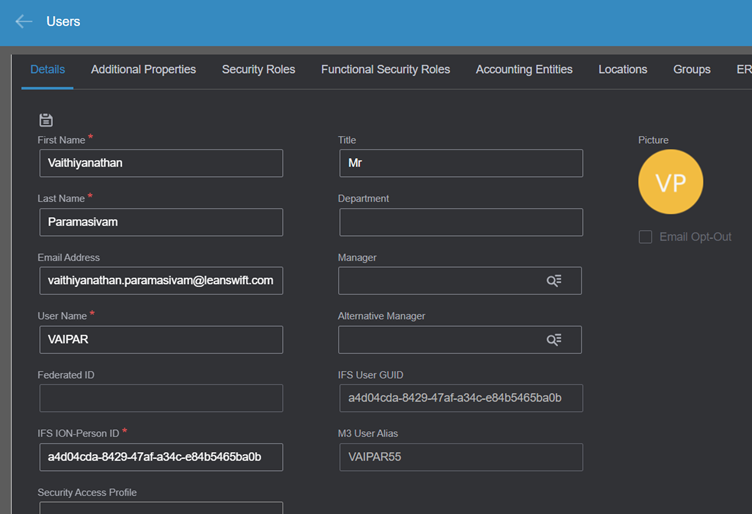 Users
Details Additional Properties Security Roles Functional Security Roles Accounting Entities Locations Groups ER
First Name * Title Picture
Vaithiyanathan Mr
VP
Last Name * Department
Paramasivam
Email Opt-Out
Email Address Manager
vaithiyanathan.paramasivam@leanswift.com
User Name * Alternative Manager
VAIPAR
Federated ID IFS User GUID
a4d04cda-8429-47af-a34c-e84b5465ba0b
IFS ION-Person ID * M3 User Alias
a4d04cda-8429-47af-a34c-e84b5465ba0b VAIPAR55
Security Access Profile